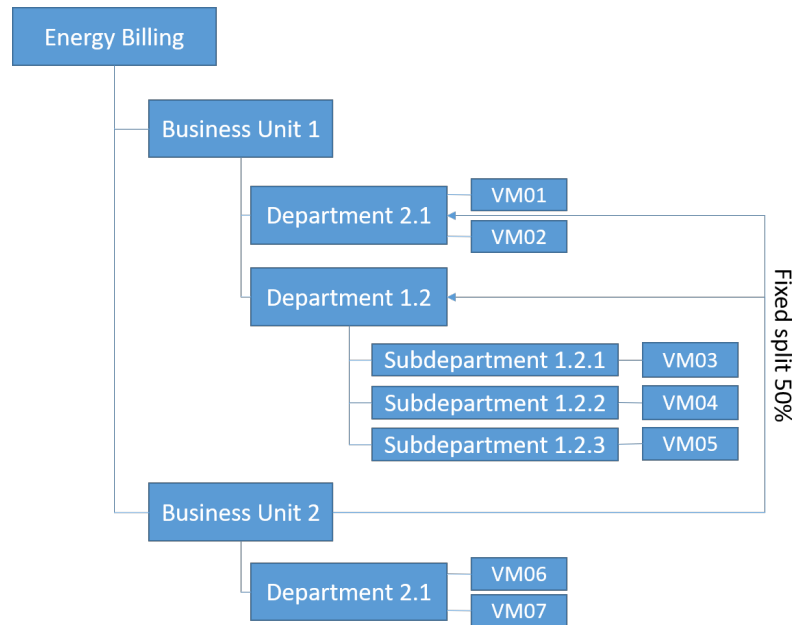 Energy Billing
Business Unit 1
Department 2.1
VM01
VM02
Department 1.2
Subdepartment 1.2.1
VM03
Subdepartment 1.2.2
VM04
Subdepartment 1.2.3
VM05
Fixed split 50%
Business Unit 2
Department 2.1
VM06
VM07